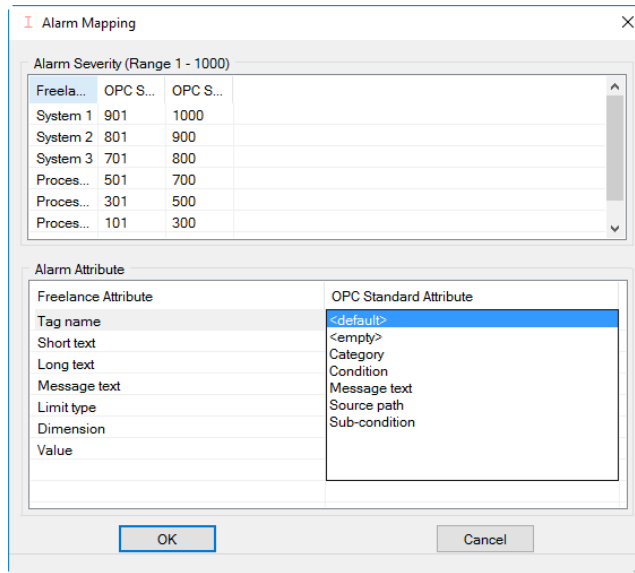 Alarm Mapping
Alarm Severity (Range 1 - 1000)
Freela... OPC S... OPC S...
System 1 901 1000
System 2 801 900
System 3 701 800
Proces... 501 700
Proces... 301 500
Proces... 101 300
Alarm Attribute
Freelance Attribute OPC Standard Attribute
Tag name <default>
Short text <empty>
Category
Long text Condition
Message text Message text
Limit type Source path
Dimension Sub-condition
Value
OK Cancel